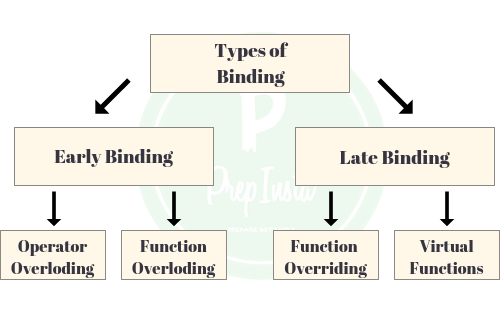 Types of
Binding
Early Binding
Late Binding
Prep Insta
Operator
Overloding
Function
Overloding
Function
Overriding
Virtual
Functions